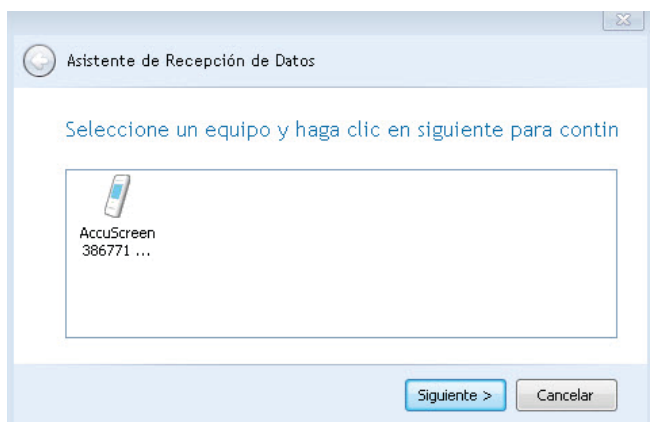 Asistente de Recepción de Datos
Seleccione un equipo y haga clic en siguiente para contin
AccuScreen
386771 ...
Siguiente >
Cancelar